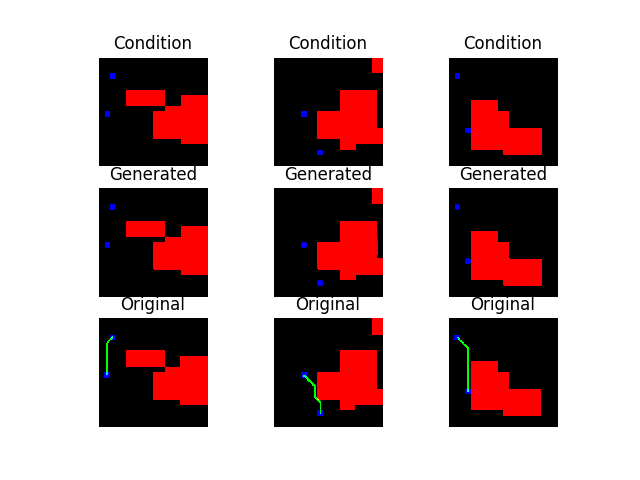 Condition Condition Condition
Generated Generated Generated
Original Original Original